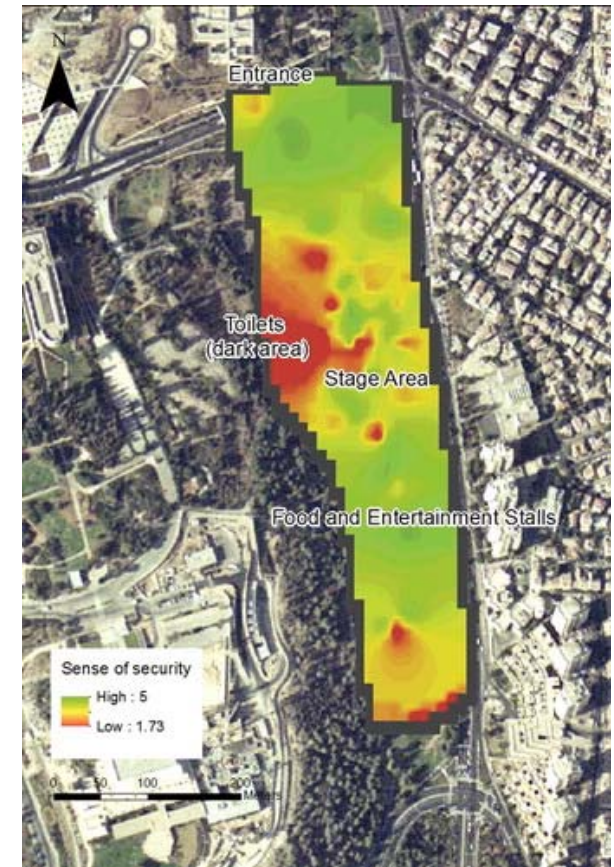 N
Entrance
Toilets
(dark area)
Stage Area
Food and Entertainment Stalls
Sense of security
High : 5
Low : 1.73
0 50 100 200
Meters